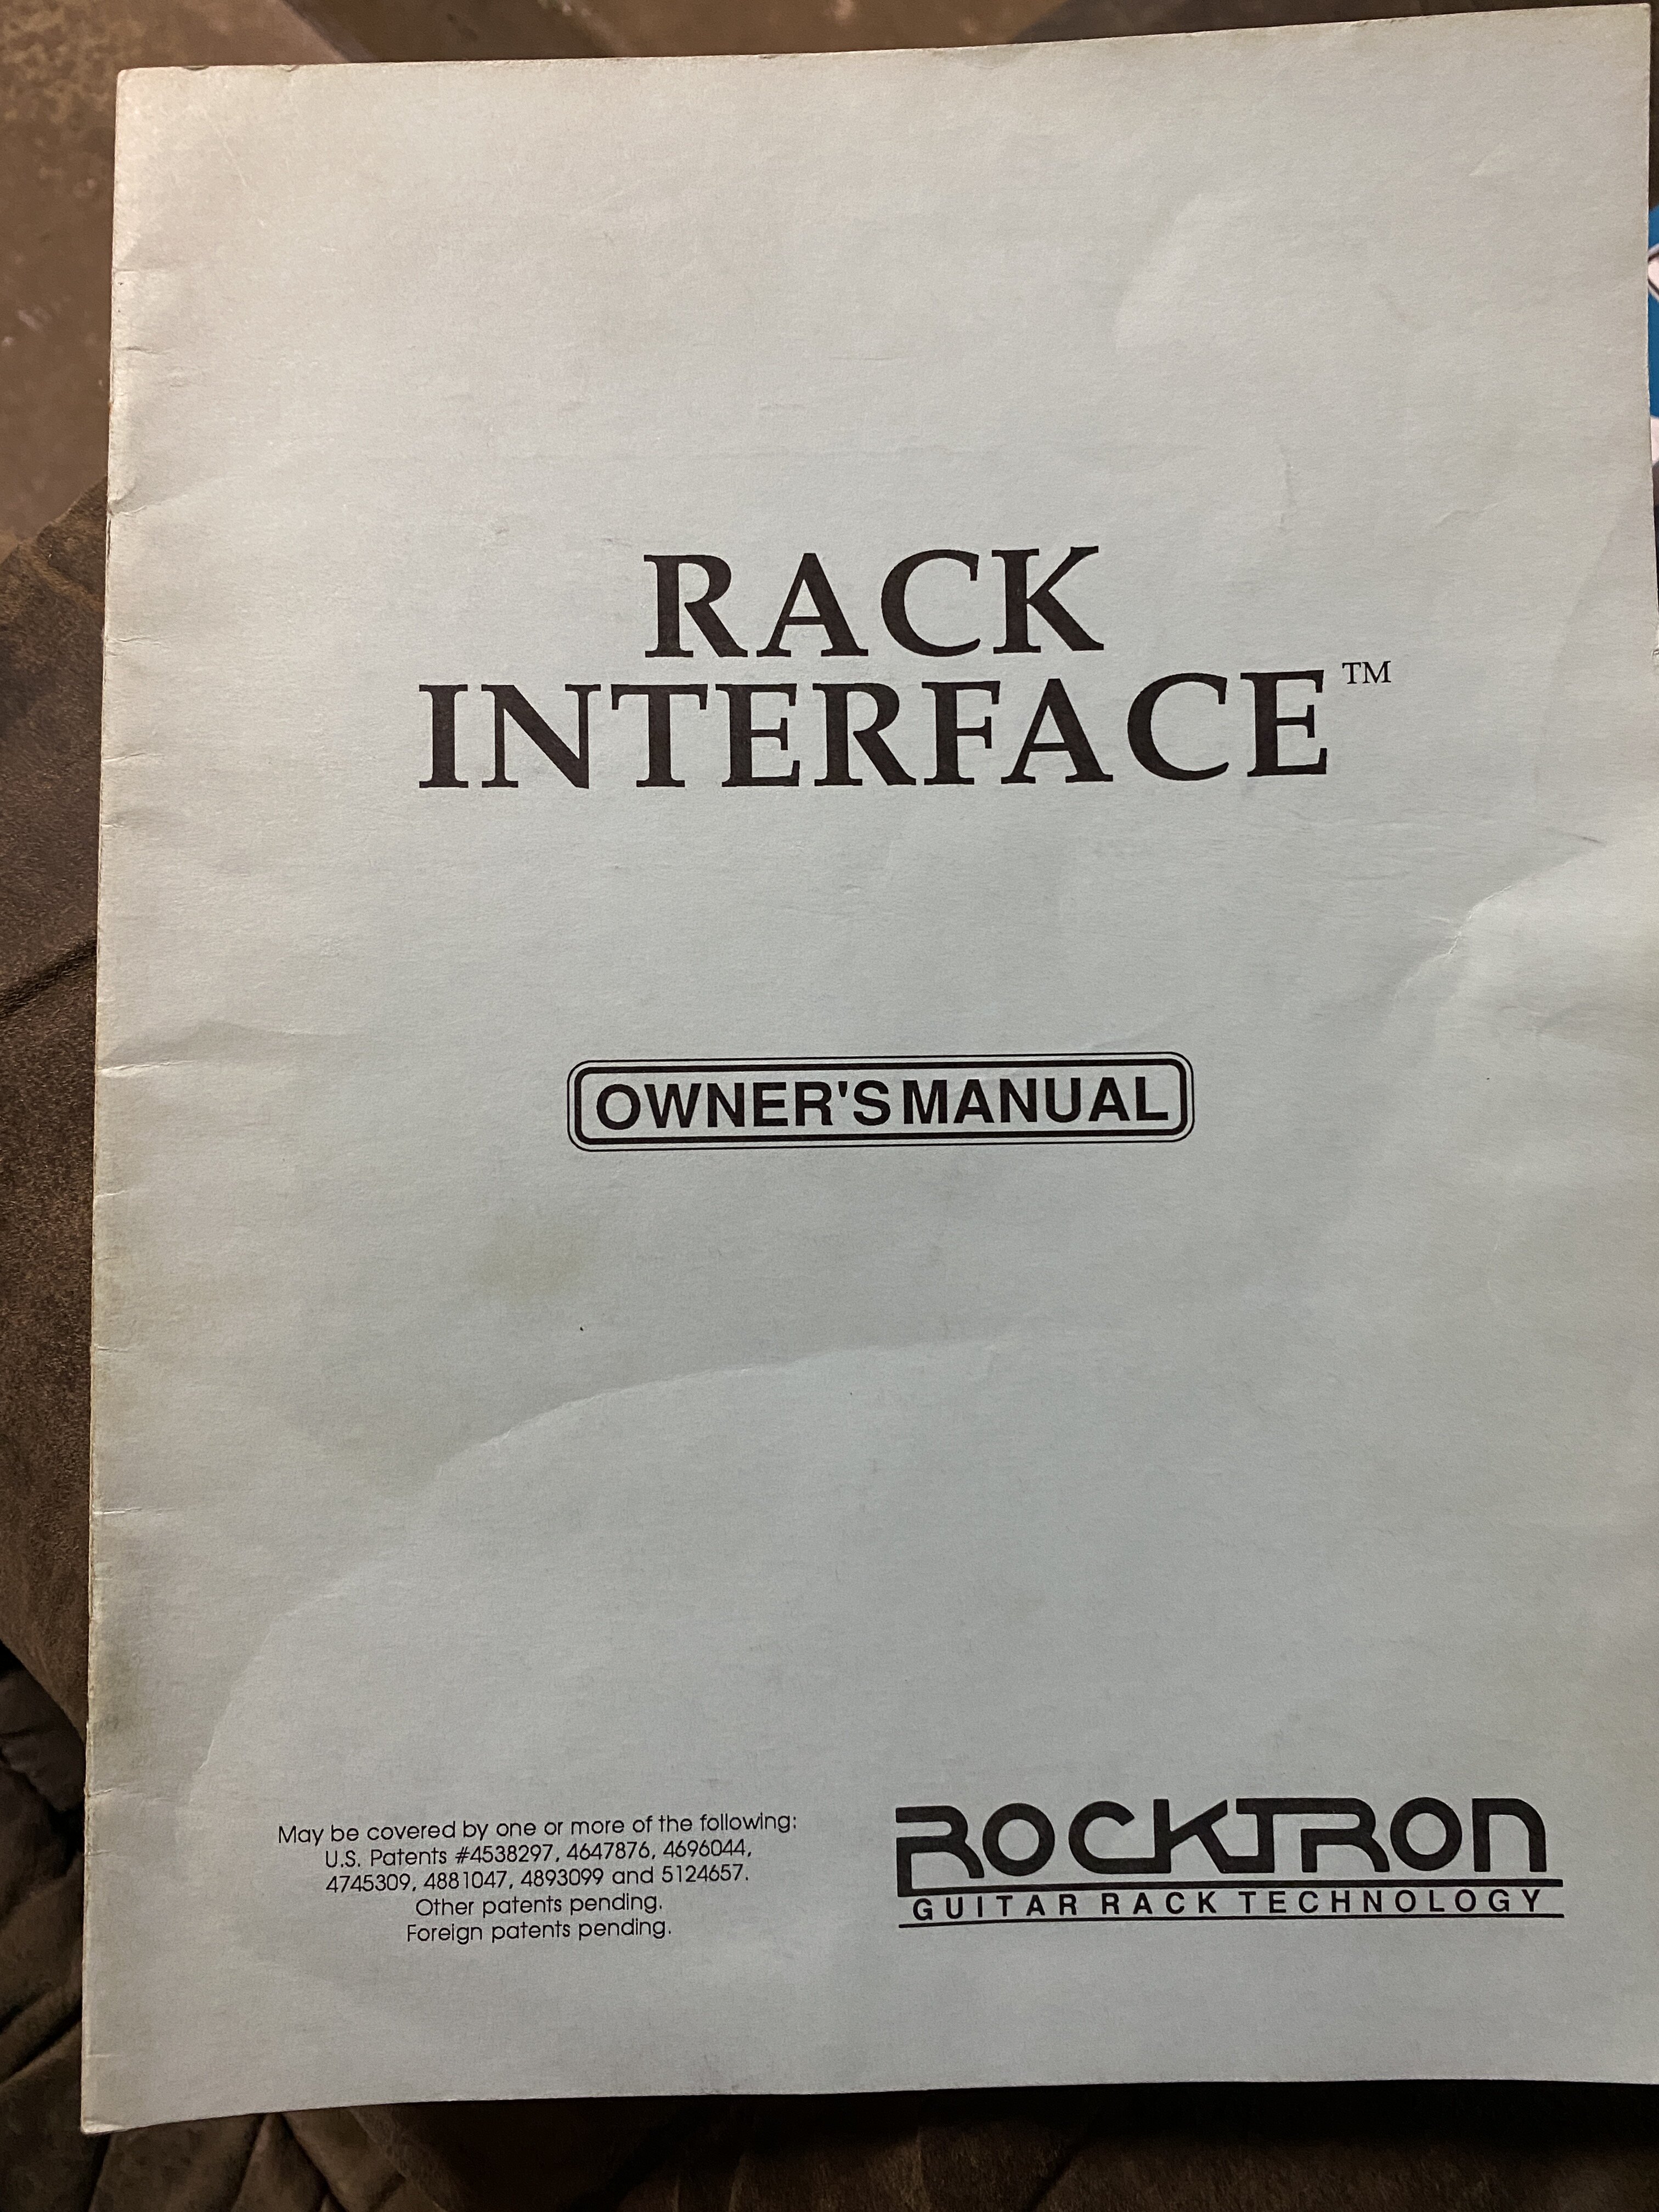 RACK
INTERFACE™
OWNER'S MANUAL
May be covered by one or more of the following:
U.S. Patents #4538297, 4647876, 4696044,
4745309, 4881047, 4893099 and 5124657.
Other patents pending.
Foreign patents pending.
ROCKTRON
GUITAR RACK TECHNOLOGY